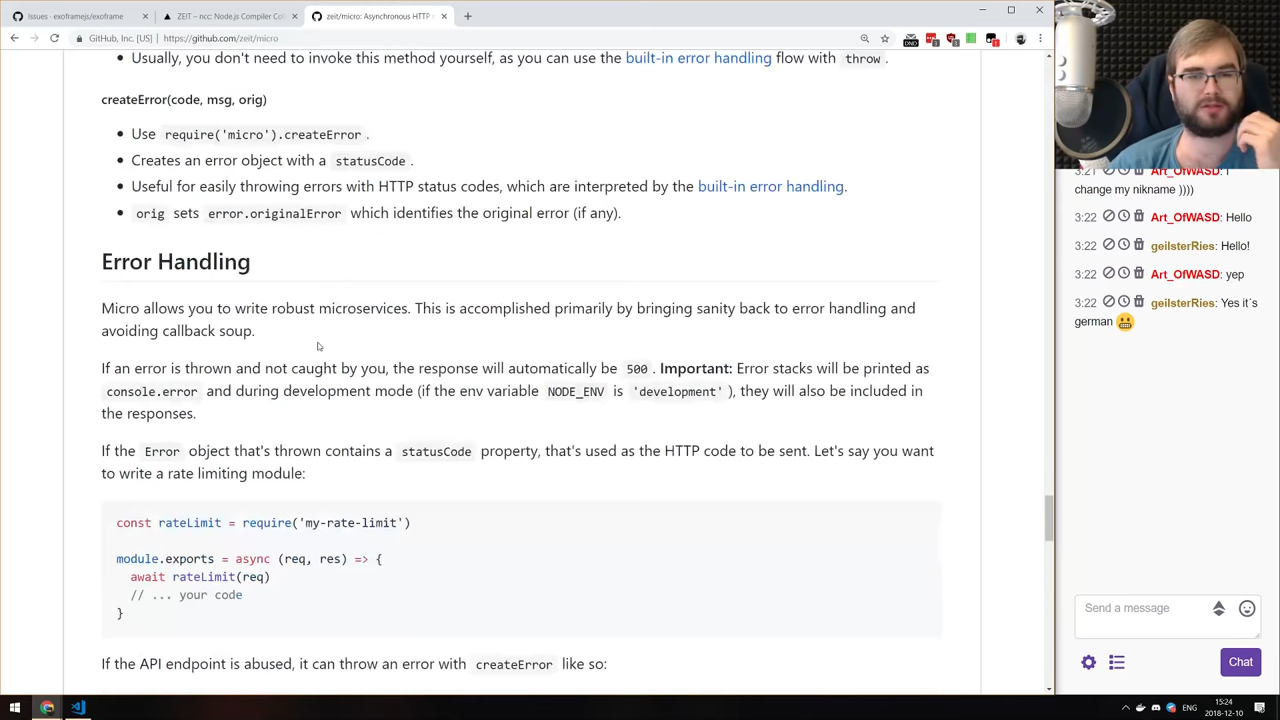 Issues · exoframejs/exoframe
ZEIT – ncc: Node.js Compiler Col
zeit/micro: Asynchronous HTTP
GitHub, Inc. [US] | https://github.com/zeit/micro
Usually, you don't need to invoke this method yourself, as you can use the built-in error handling flow with throw.
createError(code, msg, orig)
Use require('micro').createError.
Creates an error object with a statusCode.
Useful for easily throwing errors with HTTP status codes, which are interpreted by the built-in error handling.
orig sets error.originalError which identifies the original error (if any).
Error Handling
Micro allows you to write robust microservices. This is accomplished primarily by bringing sanity back to error handling and
avoiding callback soup.
If an error is thrown and not caught by you, the response will automatically be 500. Important: Error stacks will be printed as
console.error and during development mode (if the env variable NODE_ENV is 'development'), they will also be included in
the responses.
If the Error object that's thrown contains a statusCode property, that's used as the HTTP code to be sent. Let's say you want
to write a rate limiting module:
const rateLimit = require('my-rate-limit')
module.exports = async (req, res) => {
await rateLimit(req)
// ... your code
}
If the API endpoint is abused, it can throw an error with createError like so:
3:21 Art_OfWASD: I
change my nikname ))))
3:22 Art_OfWASD: Hello
3:22 geilsterRies: Hello!
3:22 Art_OfWASD: yep
3:22 geilsterRies: Yes it´s
german
Send a message
Chat
ENG
15:24
2018-12-10